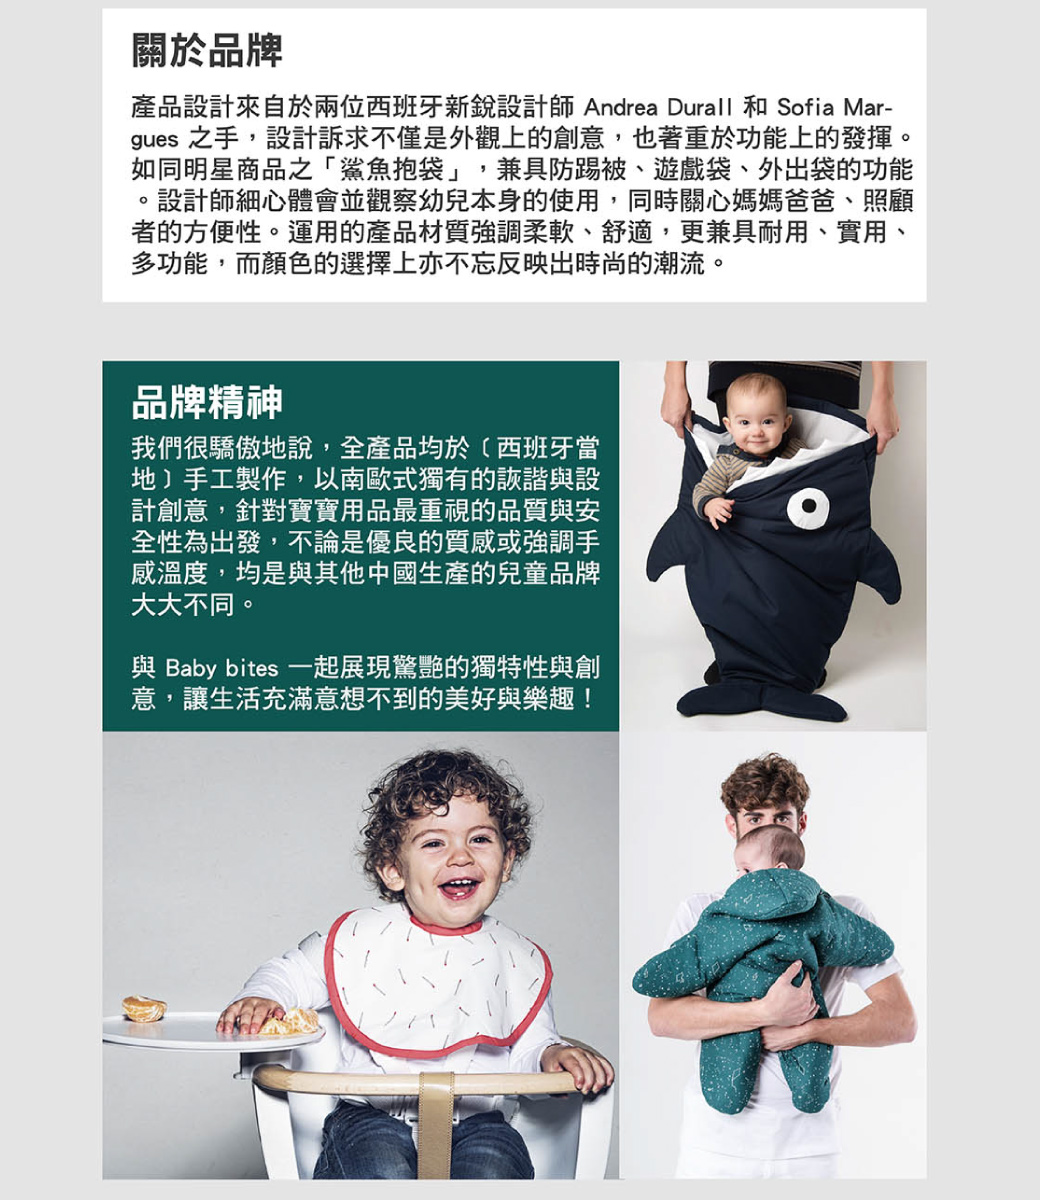 關於品牌
產品設計來自於兩位西班牙新銳設計師 Andrea Durall 和 Sofia Mar-
gues 之手，設計訴求不僅是外觀上的創意，也著重於功能上的發揮。
如同明星商品之「鯊魚抱袋」，兼具防踢被、遊戲袋、外出袋的功能
。設計師細心體會並觀察幼兒本身的使用，同時關心媽媽爸爸、照顧
者的方便性。運用的產品材質強調柔軟、舒適，更兼具耐用、實用、
多功能，而顏色的選擇上亦不忘反映出時尚的潮流。
品牌精神
我們很驕傲地說，全產品均於﹝西班牙當
地﹞手工製作，以南歐式獨有的詼諧與設
計創意，針對寶寶用品最重視的品質與安
全性為出發，不論是優良的質感或強調手
感溫度，均是與其他中國生產的兒童品牌
大大不同。
與 Baby bites 一起展現驚艷的獨特性與創
意，讓生活充滿意想不到的美好與樂趣！